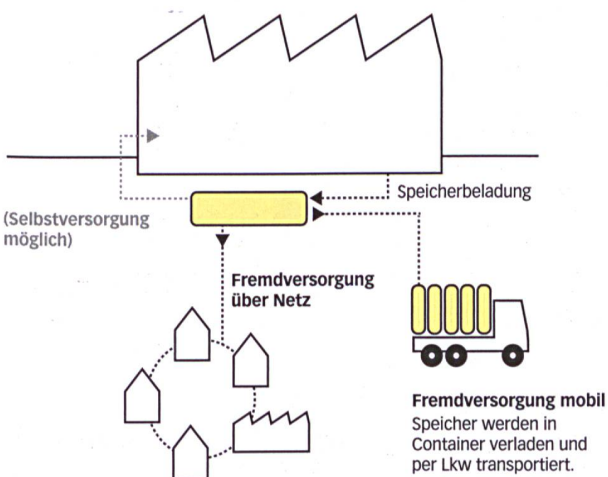 Speicherbeladung
(Selbstversorgung
möglich)
Fremdversorgung
über Netz
Fremdversorgung mobil
Speicher werden in
Container verladen und
per Lkw transportiert.